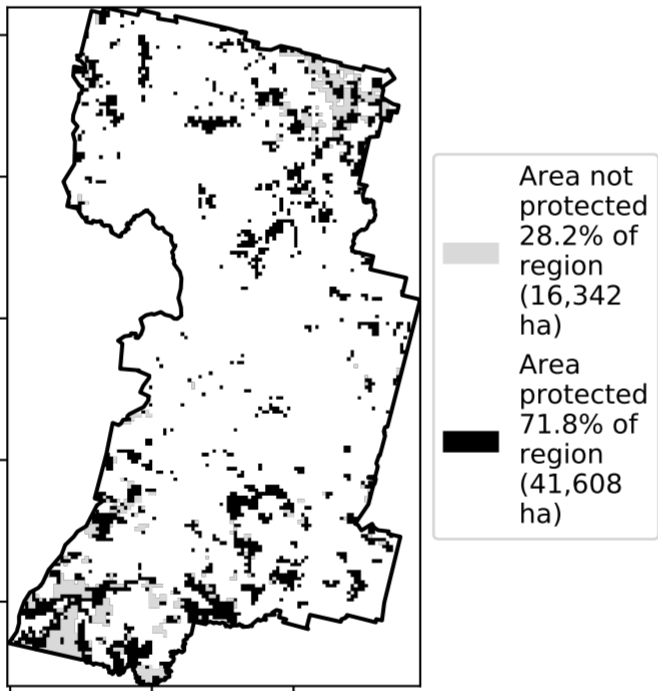 Area not
protected
28.2% of
region
(16,342
ha)
Area
protected
71.8% of
region
(41,608
ha)